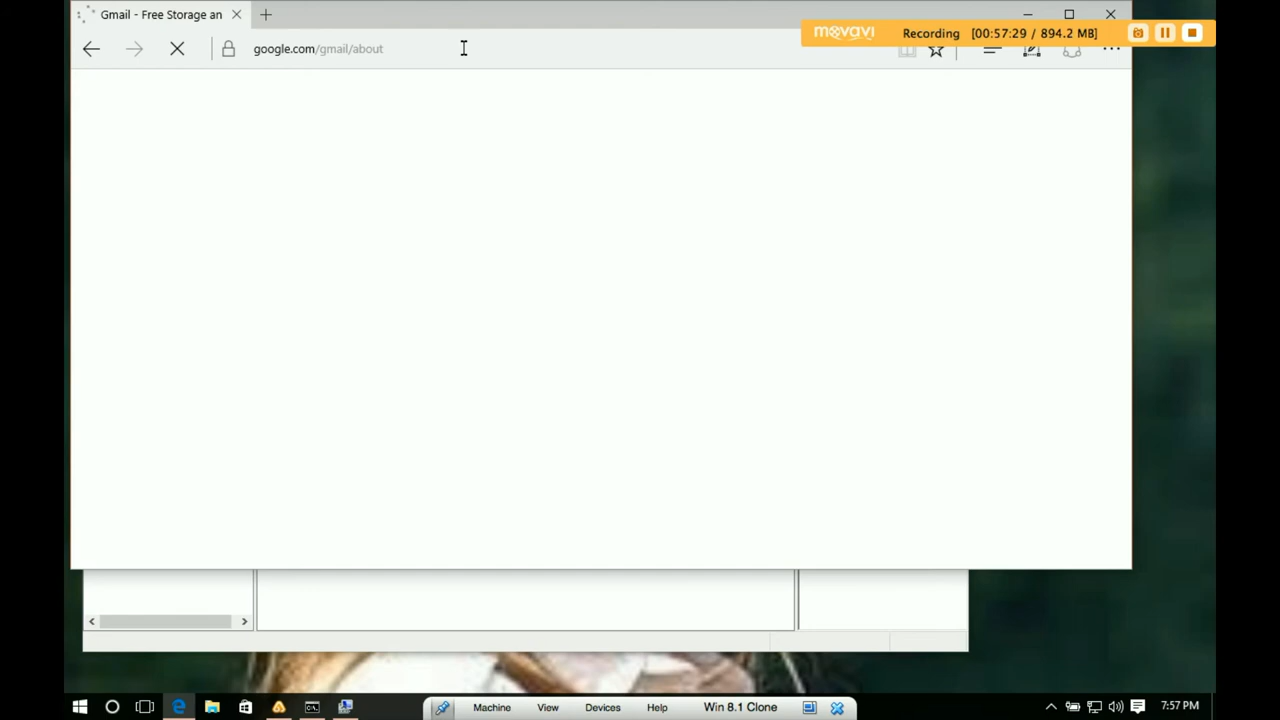 Gmail - Free Storage an
movavi
Recording [00:57:29 / 894.2 MB]
google.com/gmail/about
Machine View Devices Help Win 8.1 Clone
7:57 PM